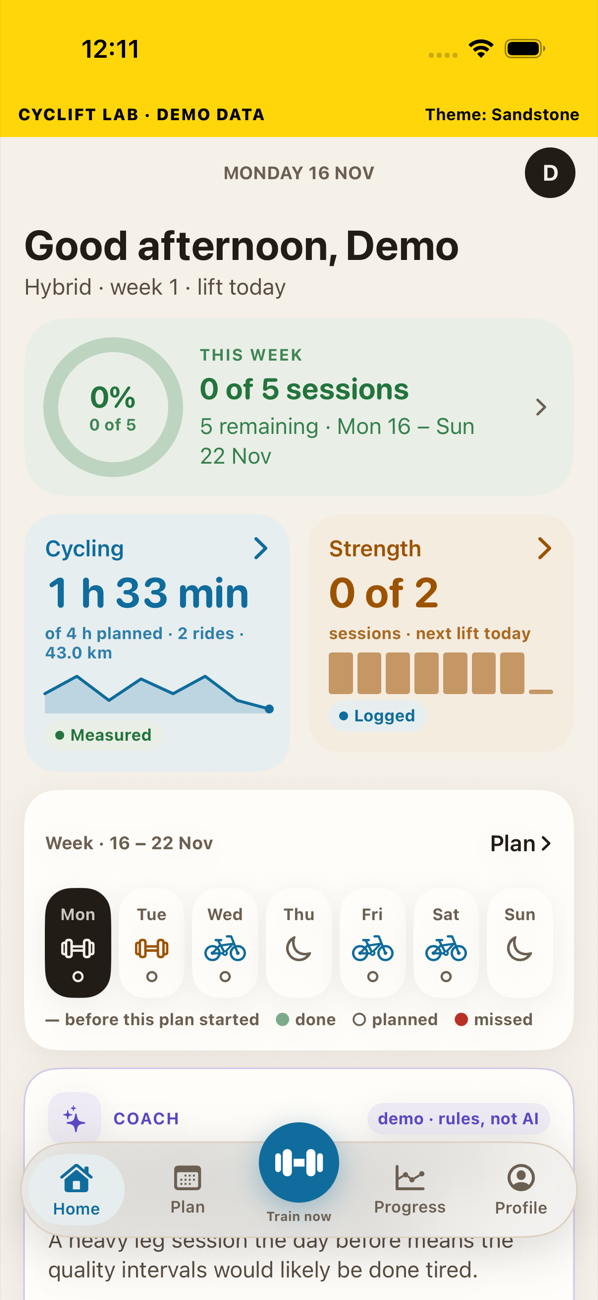 12:11
CYCLIFT LAB · DEMO DATA
Theme: Sandstone
MONDAY 16 NOV
D
Good afternoon, Demo
Hybrid · week 1 · lift today
0%
0 of 5
THIS WEEK
0 of 5 sessions
5 remaining · Mon 16 – Sun
22 Nov
Cycling
1 h 33 min
of 4 h planned · 2 rides ·
43.0 km
Measured
Strength
0 of 2
sessions · next lift today
Logged
Week · 16 – 22 Nov
Plan
Mon
Tue
Wed
Thu
Fri
Sat
Sun
— before this plan started
done
planned
missed
COACH
demo · rules, not AI
Home
Plan
Train now
Progress
Profile
A heavy leg session the day before means the
quality intervals would likely be done tired.